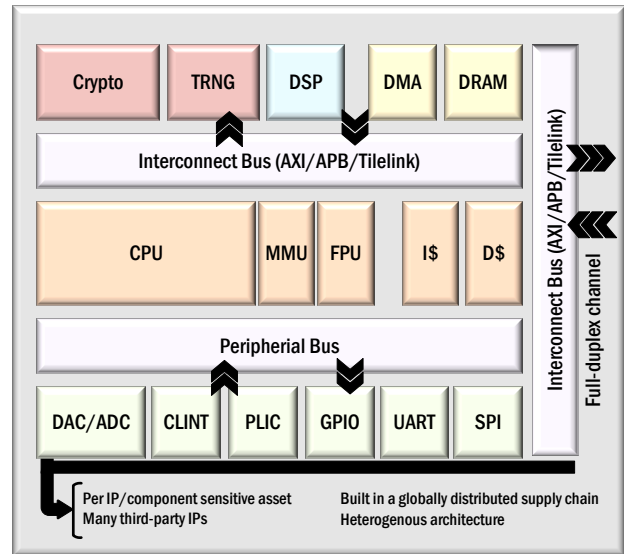 Crypto TRNG DSP DMA DRAM
Interconnect Bus (AXI/APB/Tilelink)
CPU MMU FPU I$ D$
Peripherial Bus
DAC/ADC CLINT PLIC GPIO UART SPI
Interconnect Bus (AXI/APB/Tilelink)
Full-duplex channel
Per IP/component sensitive asset
Many third-party IPs
Built in a globally distributed supply chain
Heterogenous architecture